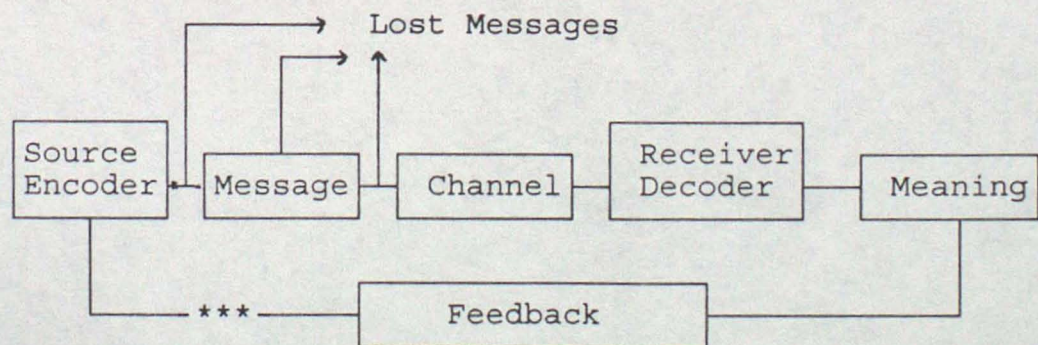 Lost Messages
Source
Encoder
Message
Channel
Receiver
Decoder
Meaning
***
Feedback